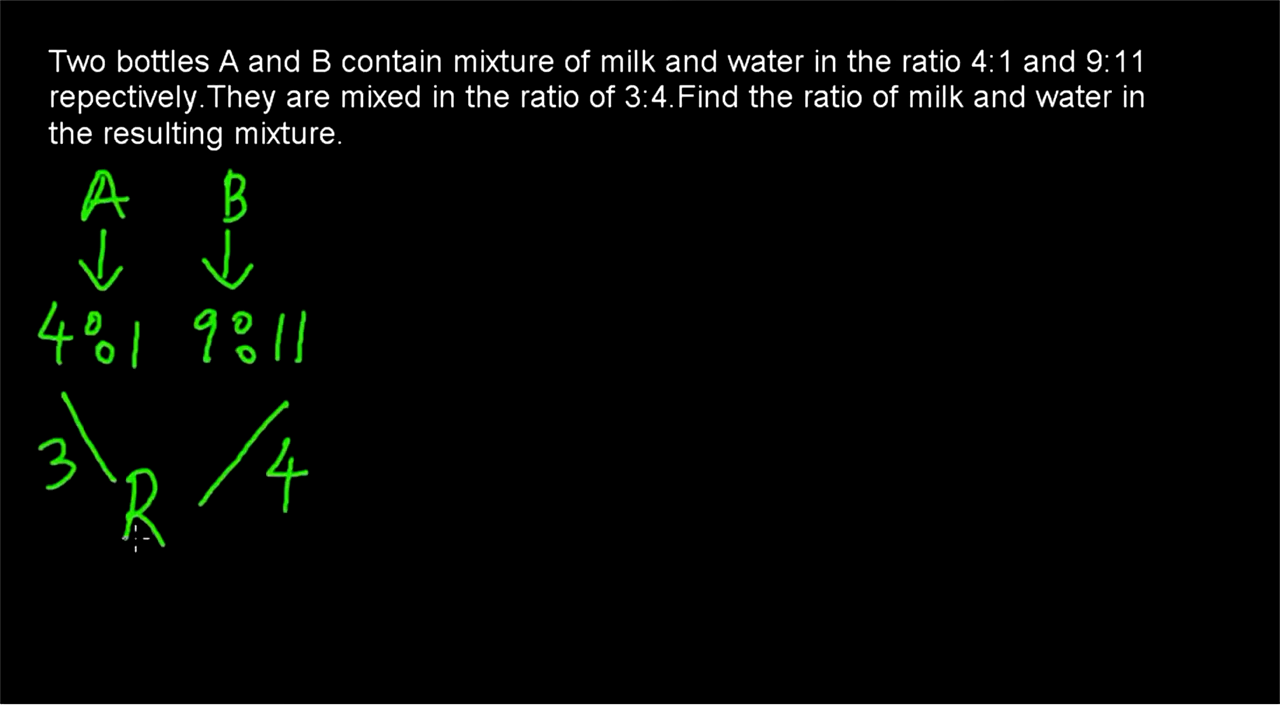 Two bottles A and B contain mixture of milk and water in the ratio 4:1 and 9:11
repectively.They are mixed in the ratio of 3:4.Find the ratio of milk and water in
the resulting mixture.
A B
4:1 9:11
3 4
R